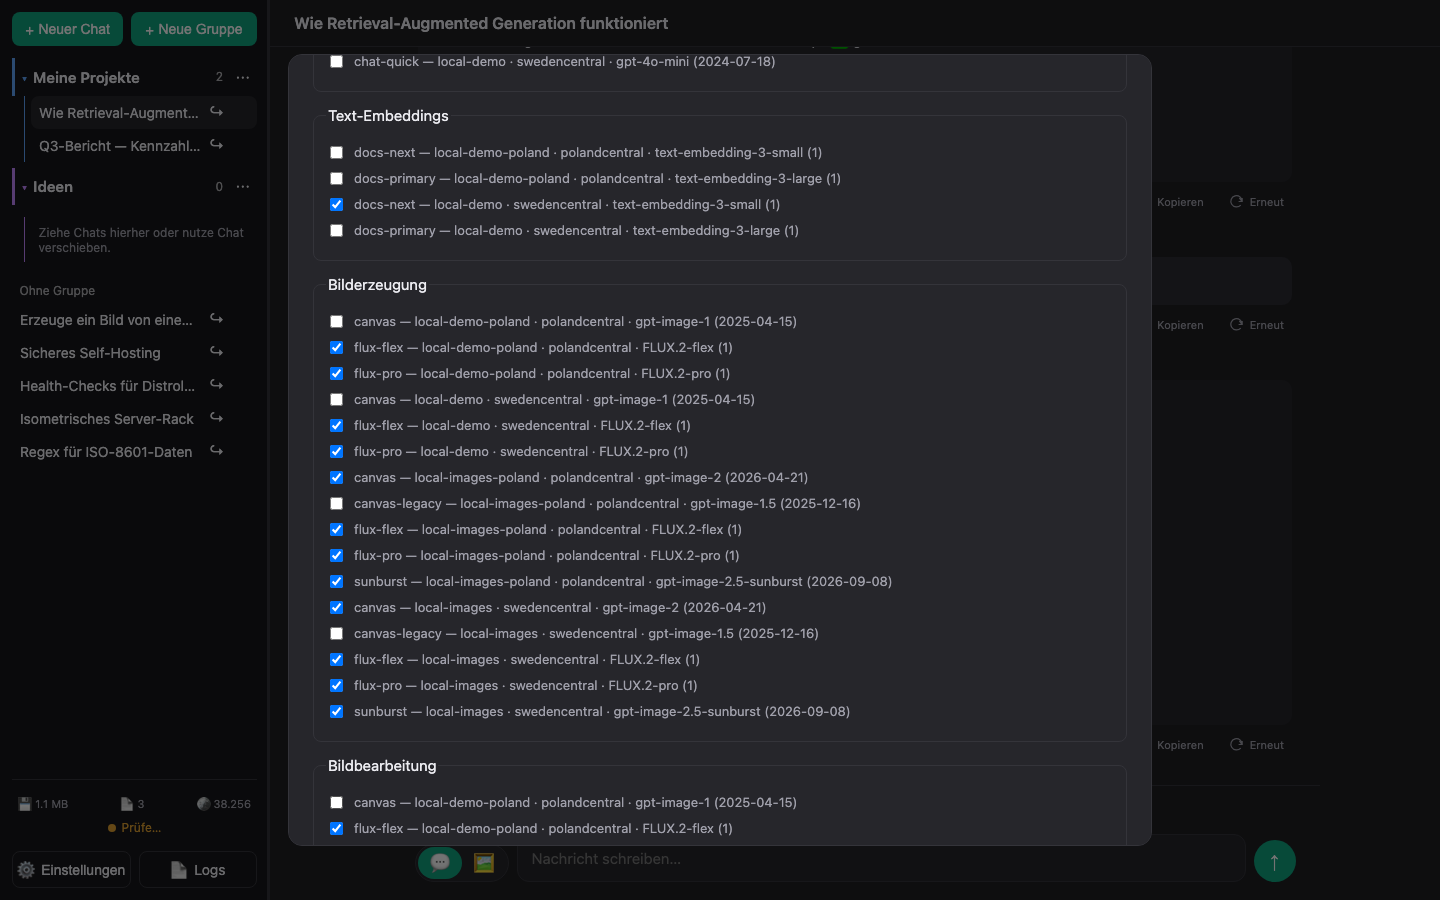 + Neuer Chat
+ Neue Gruppe
Meine Projekte 2 ...
Wie Retrieval-Augment...
Q3-Bericht — Kennzahl...
Ideen 0 ...
Ziehe Chats hierher oder nutze Chat
verschieben.
Ohne Gruppe
Erzeuge ein Bild von eine...
Sicheres Self-Hosting
Health-Checks für Distrol...
Isometrisches Server-Rack
Regex für ISO-8601-Daten
1.1 MB 3 38.256
Prüfe...
Einstellungen
Logs
Wie Retrieval-Augmented Generation funktioniert
chat-quick — local-demo · swedencentral · gpt-4o-mini (2024-07-18)
Text-Embeddings
docs-next — local-demo-poland · polandcentral · text-embedding-3-small (1)
docs-primary — local-demo-poland · polandcentral · text-embedding-3-large (1)
docs-next — local-demo · swedencentral · text-embedding-3-small (1)
docs-primary — local-demo · swedencentral · text-embedding-3-large (1)
Bilderzeugung
canvas — local-demo-poland · polandcentral · gpt-image-1 (2025-04-15)
flux-flex — local-demo-poland · polandcentral · FLUX.2-flex (1)
flux-pro — local-demo-poland · polandcentral · FLUX.2-pro (1)
canvas — local-demo · swedencentral · gpt-image-1 (2025-04-15)
flux-flex — local-demo · swedencentral · FLUX.2-flex (1)
flux-pro — local-demo · swedencentral · FLUX.2-pro (1)
canvas — local-images-poland · polandcentral · gpt-image-2 (2026-04-21)
canvas-legacy — local-images-poland · polandcentral · gpt-image-1.5 (2025-12-16)
flux-flex — local-images-poland · polandcentral · FLUX.2-flex (1)
flux-pro — local-images-poland · polandcentral · FLUX.2-pro (1)
sunburst — local-images-poland · polandcentral · gpt-image-2.5-sunburst (2026-09-08)
canvas — local-images · swedencentral · gpt-image-2 (2026-04-21)
canvas-legacy — local-images · swedencentral · gpt-image-1.5 (2025-12-16)
flux-flex — local-images · swedencentral · FLUX.2-flex (1)
flux-pro — local-images · swedencentral · FLUX.2-pro (1)
sunburst — local-images · swedencentral · gpt-image-2.5-sunburst (2026-09-08)
Bildbearbeitung
canvas — local-demo-poland · polandcentral · gpt-image-1 (2025-04-15)
flux-flex — local-demo-poland · polandcentral · FLUX.2-flex (1)
Kopieren Erneut
Kopieren Erneut
Kopieren Erneut
Nachricht schreiben...